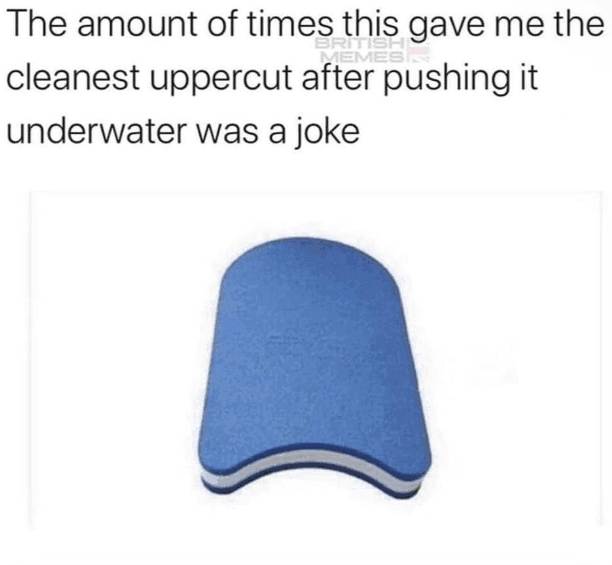 The amount of times this gave me the
BRITISH
MEMES
cleanest uppercut after pushing it
underwater was a joke